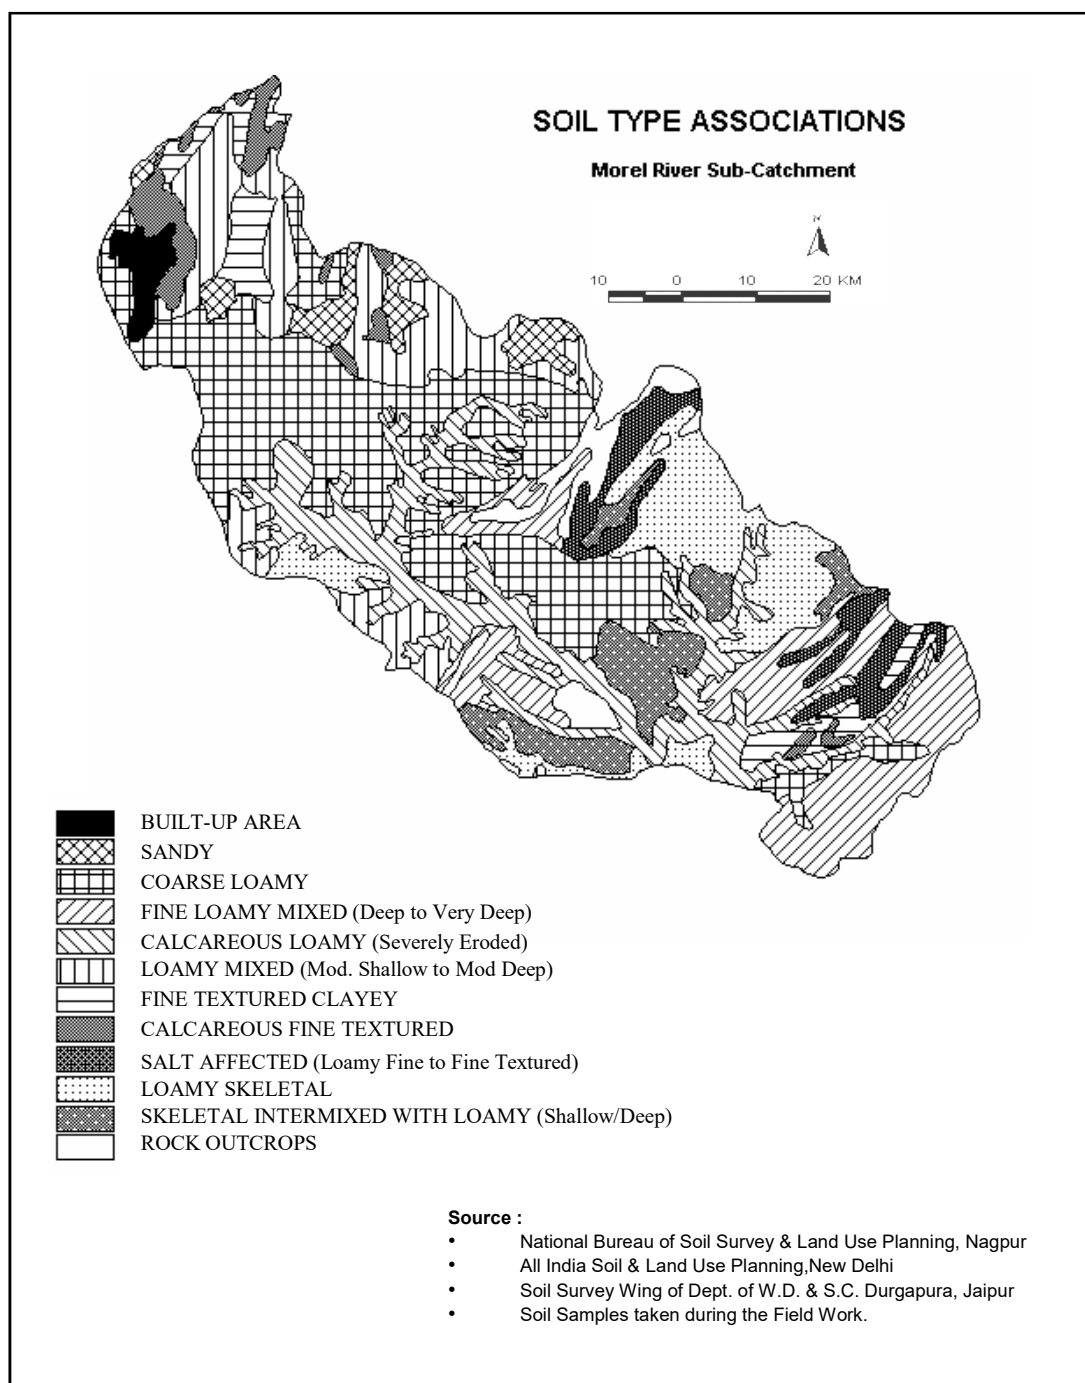 SOIL TYPE ASSOCIATIONS
Morel River Sub-Catchment
N
10 0 10 20 KM
BUILT-UP AREA
SANDY
COARSE LOAMY
FINE LOAMY MIXED (Deep to Very Deep)
CALCAREOUS LOAMY (Severely Eroded)
LOAMY MIXED (Mod. Shallow to Mod Deep)
FINE TEXTURED CLAYEY
CALCAREOUS FINE TEXTURED
SALT AFFECTED (Loamy Fine to Fine Textured)
LOAMY SKELETAL
SKELETAL INTERMIXED WITH LOAMY (Shallow/Deep)
ROCK OUTCROPS
Source :
• National Bureau of Soil Survey & Land Use Planning, Nagpur
• All India Soil & Land Use Planning,New Delhi
• Soil Survey Wing of Dept. of W.D. & S.C. Durgapura, Jaipur
• Soil Samples taken during the Field Work.